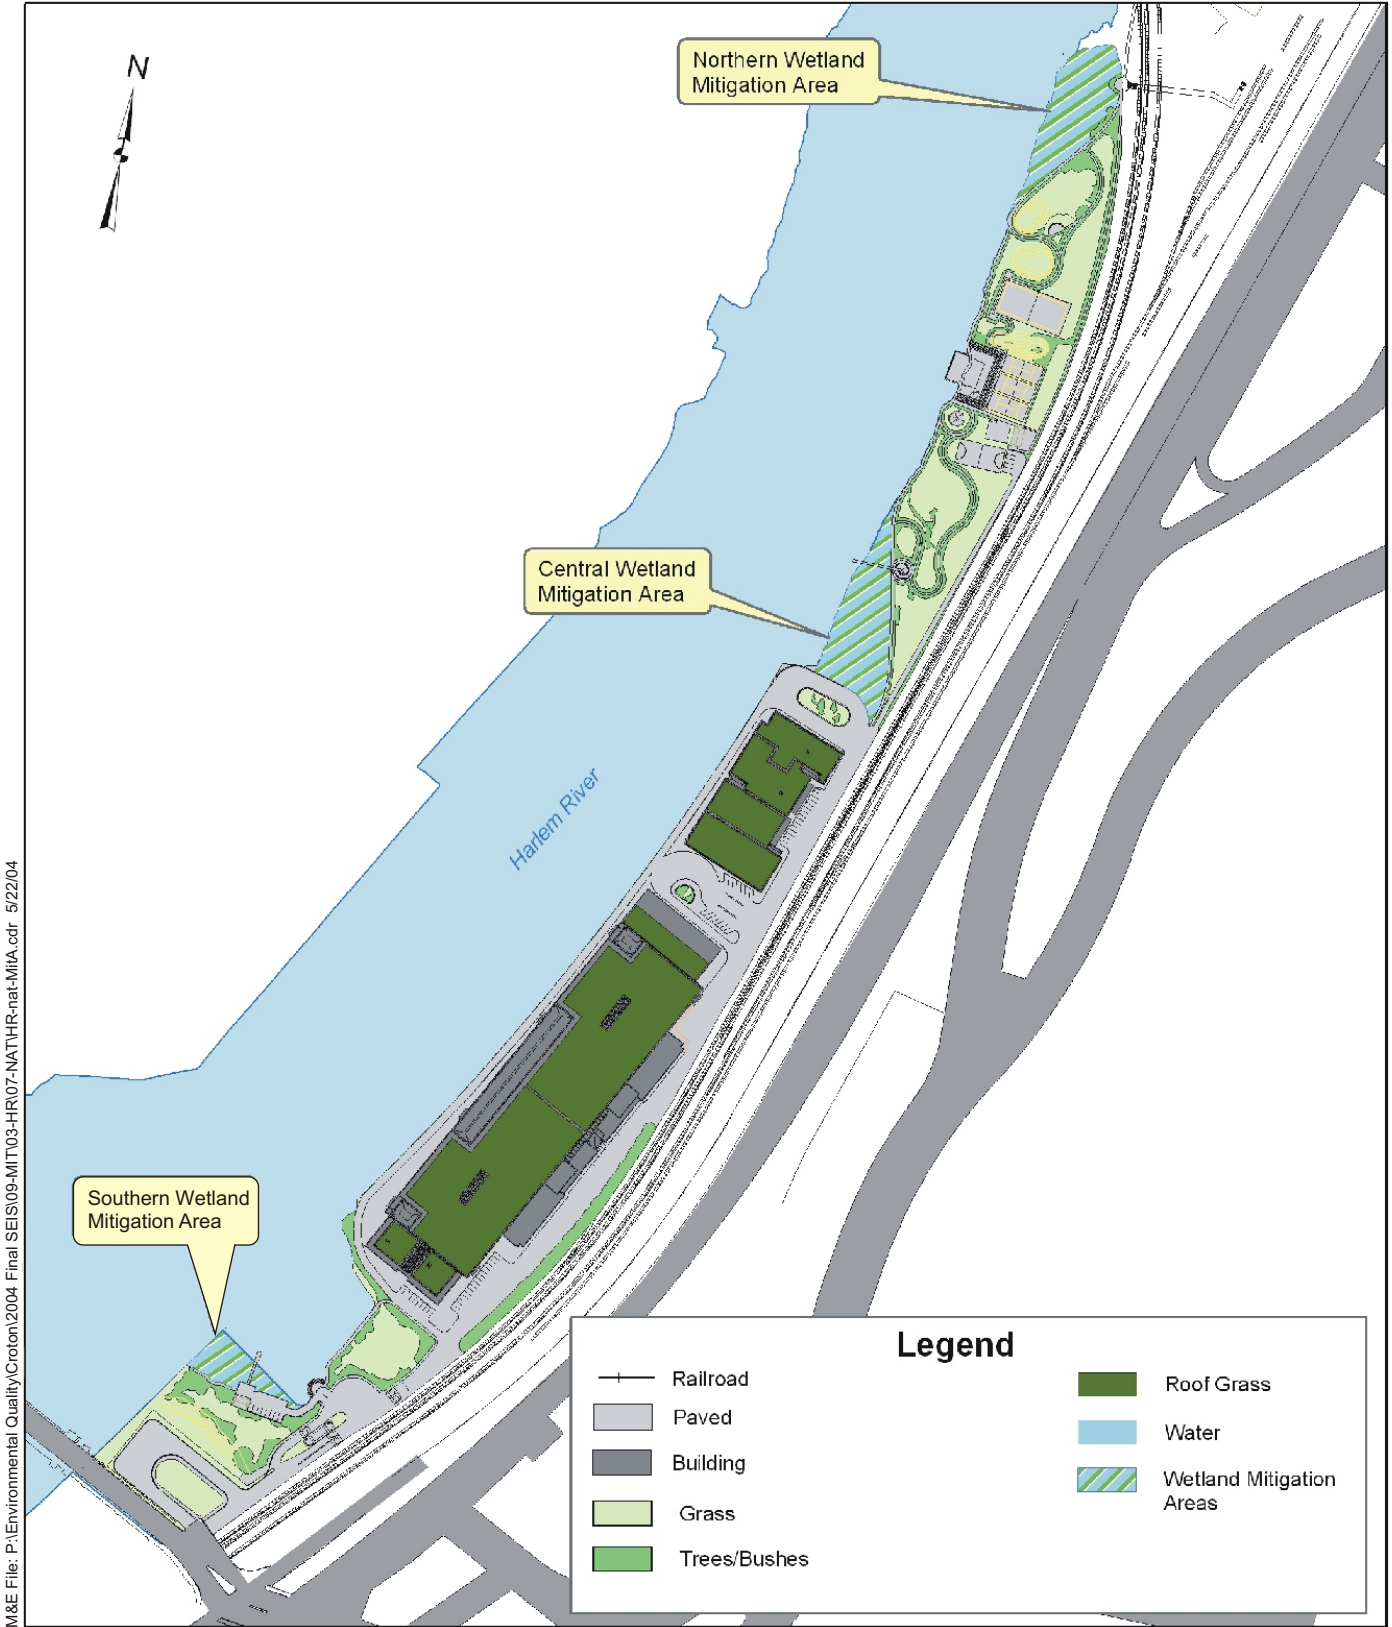 N
Northern Wetland
Mitigation Area
Central Wetland
Mitigation Area
Harlem River
Southern Wetland
Mitigation Area
Legend
Railroad
Paved
Building
Grass
Trees/Bushes
Roof Grass
Water
Wetland Mitigation
Areas
M&E File: P:\Environmental Quality\Croton\2004 Final SEIS\09-MIT\03-HR\07-NAT\HR-nat-MitA.cdr 5/22/04